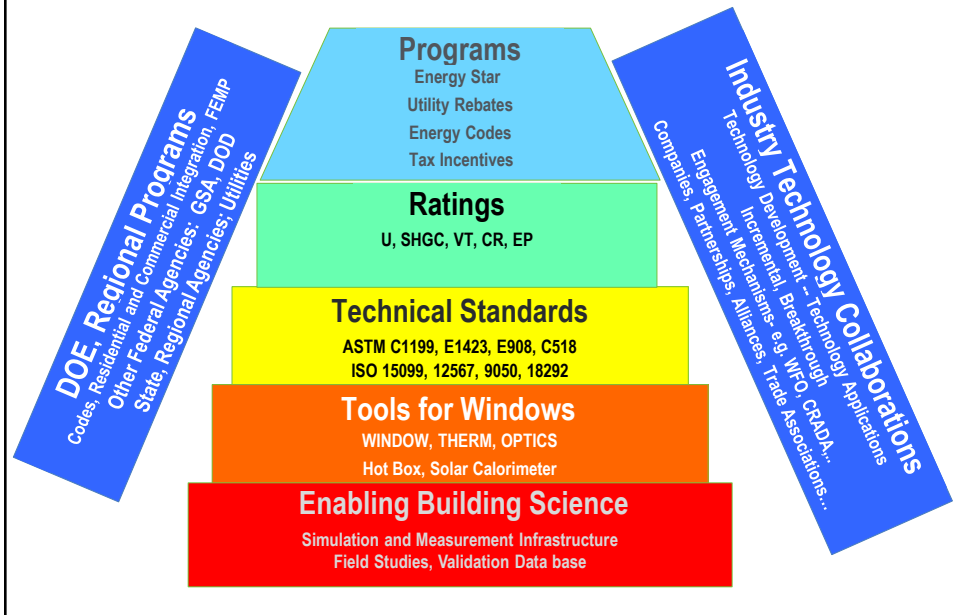 Programs
Energy Star
Utility Rebates
Energy Codes
Tax Incentives
Ratings
U, SHGC, VT, CR, EP
Technical Standards
ASTM C1199, E1423, E908, C518
ISO 15099, 12567, 9050, 18292
Tools for Windows
WINDOW, THERM, OPTICS
Hot Box, Solar Calorimeter
Enabling Building Science
Simulation and Measurement Infrastructure
Field Studies, Validation Data base
DOE, Regional Programs
Codes, Residential and Commercial Integration, FEMP
Other Federal Agencies: GSA, DOD
State, Regional Agencies; Utilities
Industry Technology Collaborations
Technology Development – Technology Applications
Incremental, Breakthrough
Engagement Mechanisms- e.g. WFO, CRADA,..
Companies, Partnerships, Alliances, Trade Associations...